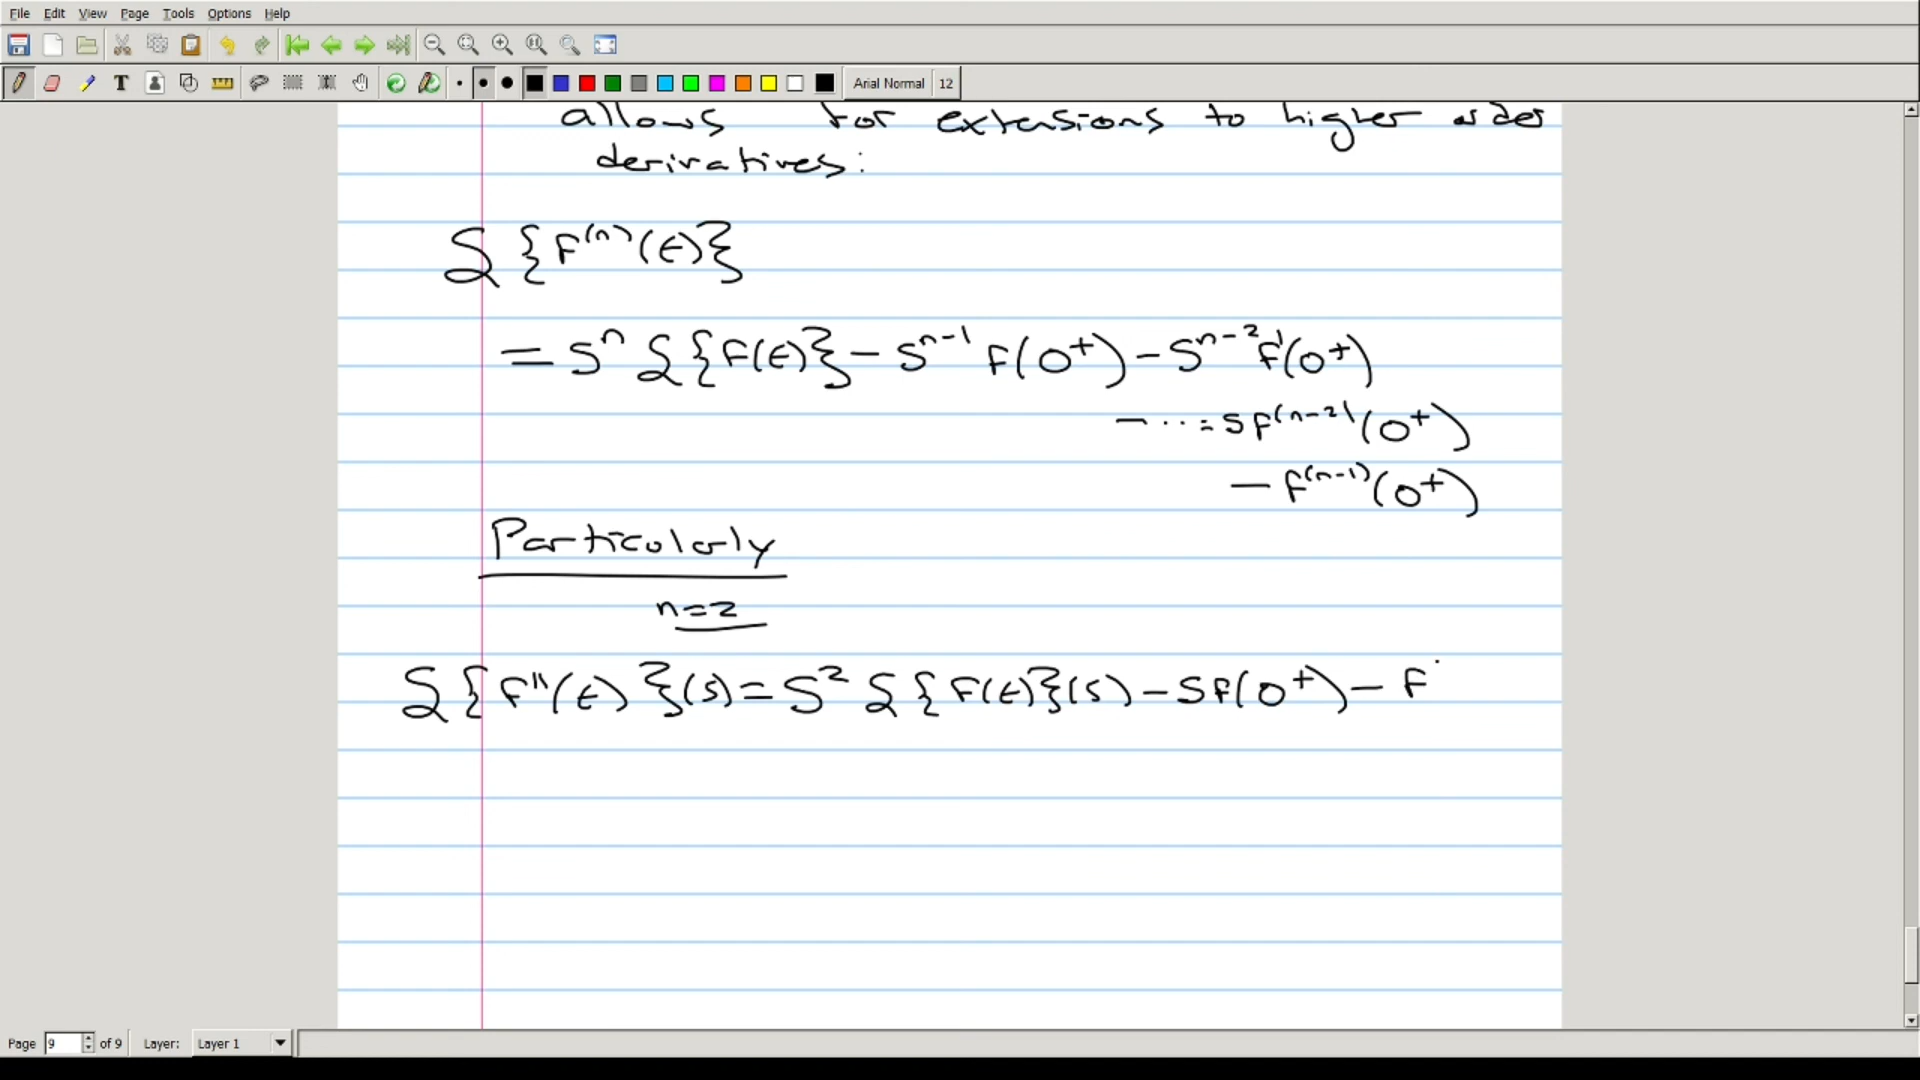 File Edit View Page Tools Options Help
Arial Normal 12
allows for extensions to higher order
derivatives:
ℒ{f⁽ⁿ⁾(t)}
= Sⁿ ℒ{f(t)} - Sⁿ⁻¹ f(0⁺) - Sⁿ⁻² f'(0⁺)
- ··· = Sf⁽ⁿ⁻²⁾(0⁺)
- f⁽ⁿ⁻¹⁾(0⁺)
Particularly
n=2
ℒ{f''(t)}(s) = S² ℒ{f(t)}(s) - Sf(0⁺) - f'
Page 9 of 9 Layer: Layer 1